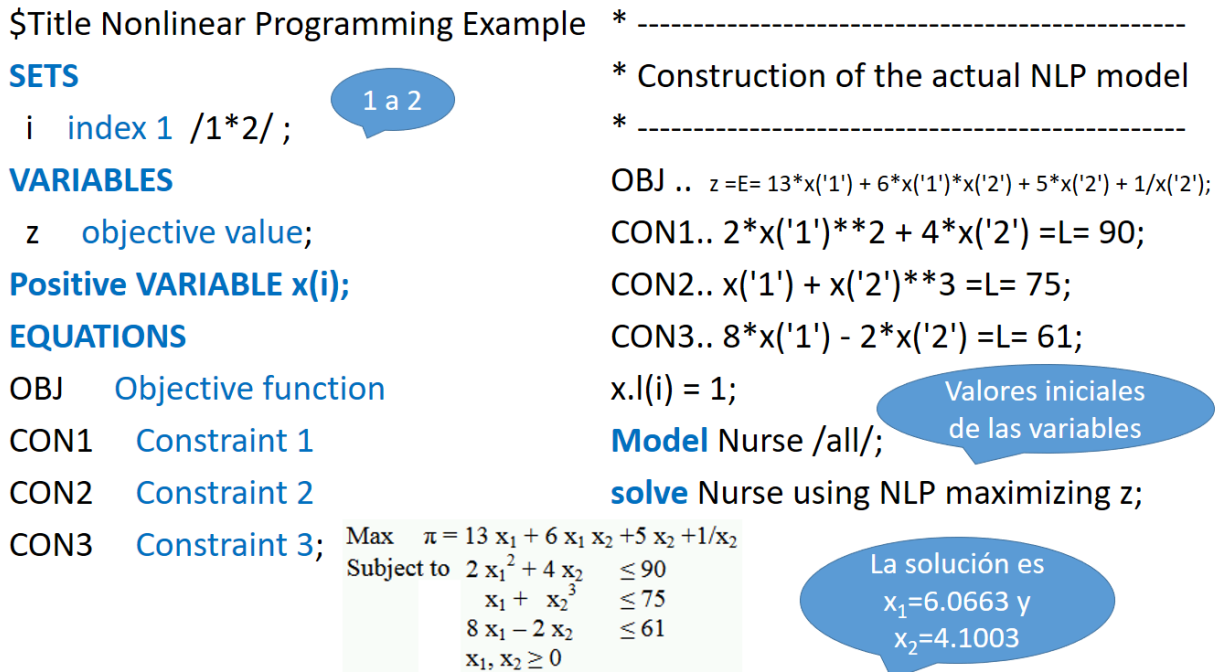 $Title Nonlinear Programming Example
SETS
i index 1 /1*2/ ;
1 a 2
VARIABLES
z objective value;
Positive VARIABLE x(i);
EQUATIONS
OBJ Objective function
CON1 Constraint 1
CON2 Constraint 2
CON3 Constraint 3;
Max π = 13 x₁ + 6 x₁ x₂ +5 x₂ +1/x₂
Subject to 2 x₁² + 4 x₂ ≤ 90
x₁ + x₂³ ≤ 75
8 x₁ – 2 x₂ ≤ 61
x₁, x₂ ≥ 0
* -------------------------------------------------
* Construction of the actual NLP model
* -------------------------------------------------
OBJ .. z =E= 13*x('1') + 6*x('1')*x('2') + 5*x('2') + 1/x('2');
CON1.. 2*x('1')**2 + 4*x('2') =L= 90;
CON2.. x('1') + x('2')**3 =L= 75;
CON3.. 8*x('1') - 2*x('2') =L= 61;
x.l(i) = 1;
Valores iniciales
de las variables
Model Nurse /all/;
solve Nurse using NLP maximizing z;
La solución es
x₁=6.0663 y
x₂=4.1003